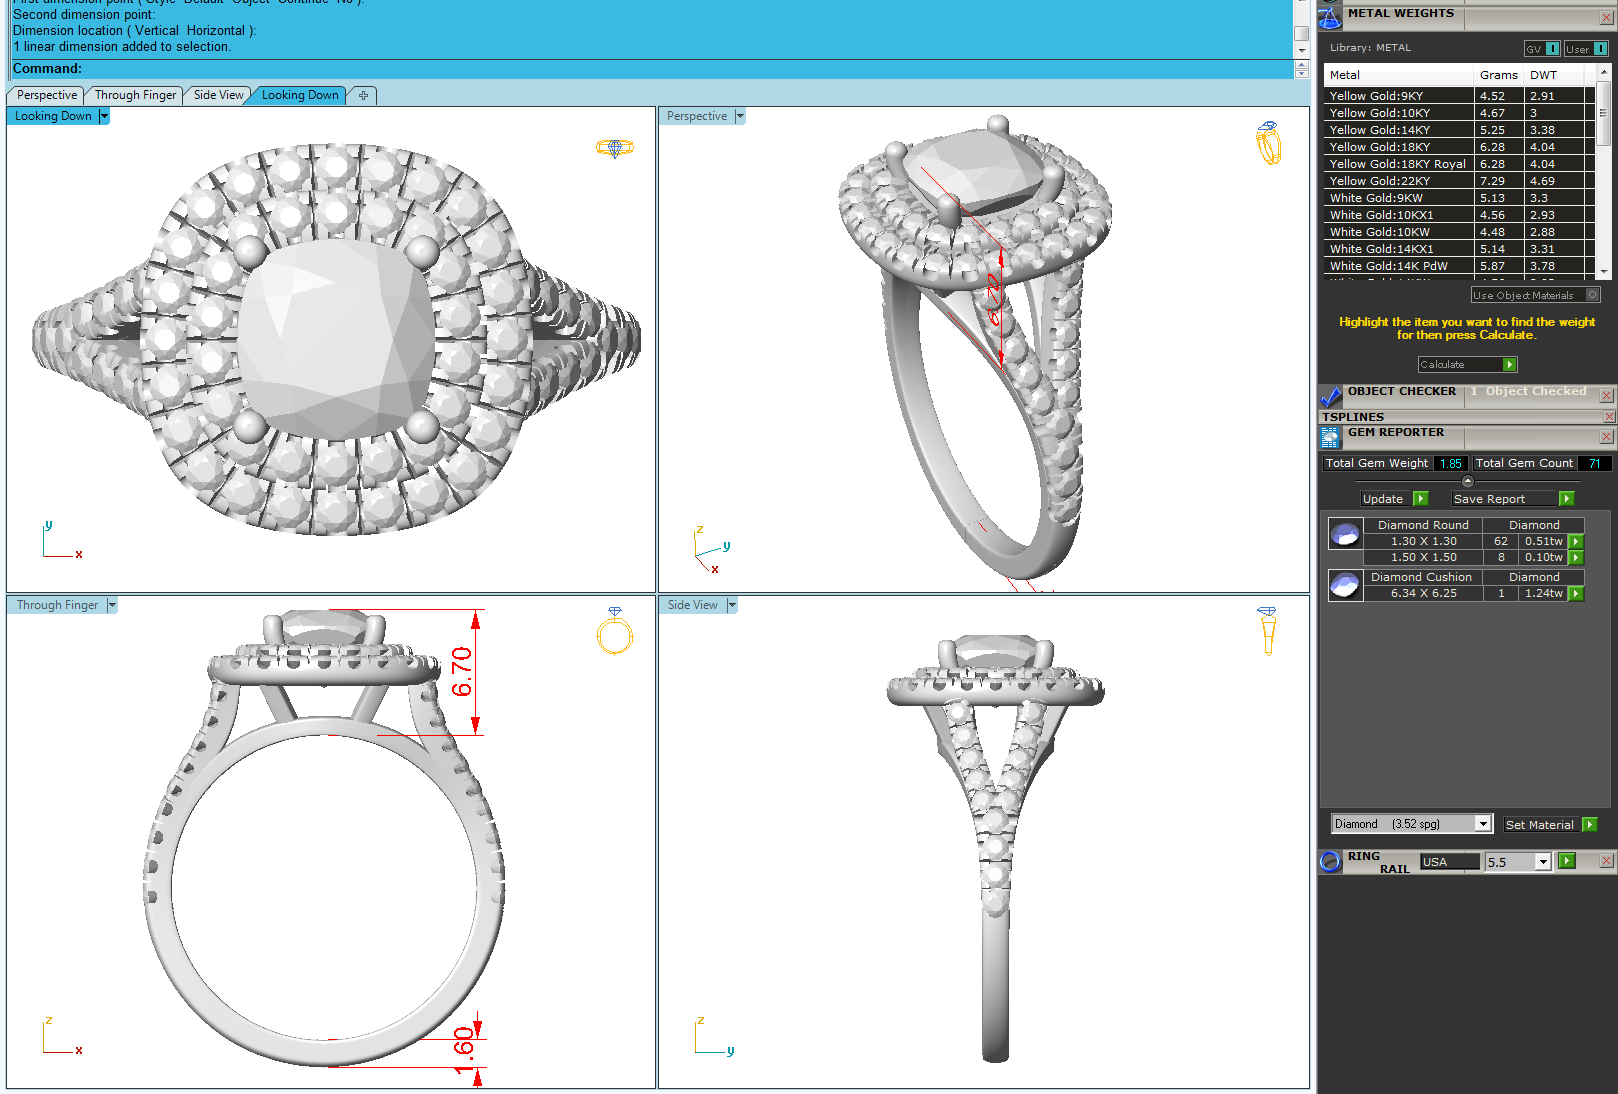 First dimension point ( Style Default Object Continue No ):
Second dimension point:
Dimension location ( Vertical Horizontal ):
1 linear dimension added to selection.
Command:
Perspective Through Finger Side View Looking Down
Looking Down
Perspective
y
x
z
y
x
6.76
Through Finger
6.70
1.60
z
x
Side View
z
y
METAL WEIGHTS
Library: METAL GV User
Metal Grams DWT
Yellow Gold:9KY 4.52 2.91
Yellow Gold:10KY 4.67 3
Yellow Gold:14KY 5.25 3.38
Yellow Gold:18KY 6.28 4.04
Yellow Gold:18KY Royal 6.28 4.04
Yellow Gold:22KY 7.29 4.69
White Gold:9KW 5.13 3.3
White Gold:10KX1 4.56 2.93
White Gold:10KW 4.48 2.88
White Gold:14KX1 5.14 3.31
White Gold:14K PdW 5.87 3.78
Use Object Materials
Highlight the item you want to find the weight
for then press Calculate.
Calculate
OBJECT CHECKER 1 Object Checked
TSPLINES
GEM REPORTER
Total Gem Weight 1.85 Total Gem Count 71
Update Save Report
Diamond Round Diamond
1.30 X 1.30 62 0.51tw
1.50 X 1.50 8 0.10tw
Diamond Cushion Diamond
6.34 X 6.25 1 1.24tw
Diamond (3.52 spg) Set Material
RING RAIL USA 5.5